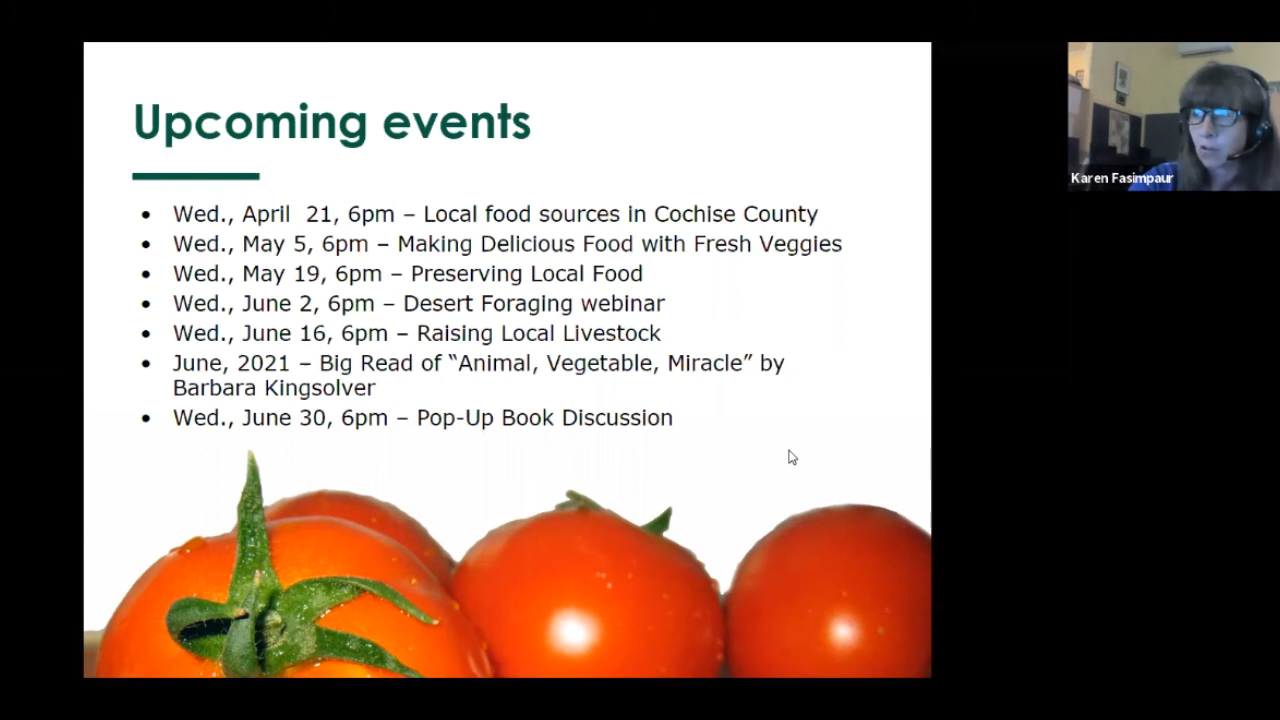 Upcoming events
• Wed., April 21, 6pm – Local food sources in Cochise County
• Wed., May 5, 6pm – Making Delicious Food with Fresh Veggies
• Wed., May 19, 6pm – Preserving Local Food
• Wed., June 2, 6pm – Desert Foraging webinar
• Wed., June 16, 6pm – Raising Local Livestock
• June, 2021 – Big Read of “Animal, Vegetable, Miracle” by
Barbara Kingsolver
• Wed., June 30, 6pm – Pop-Up Book Discussion
Karen Fasimpaur